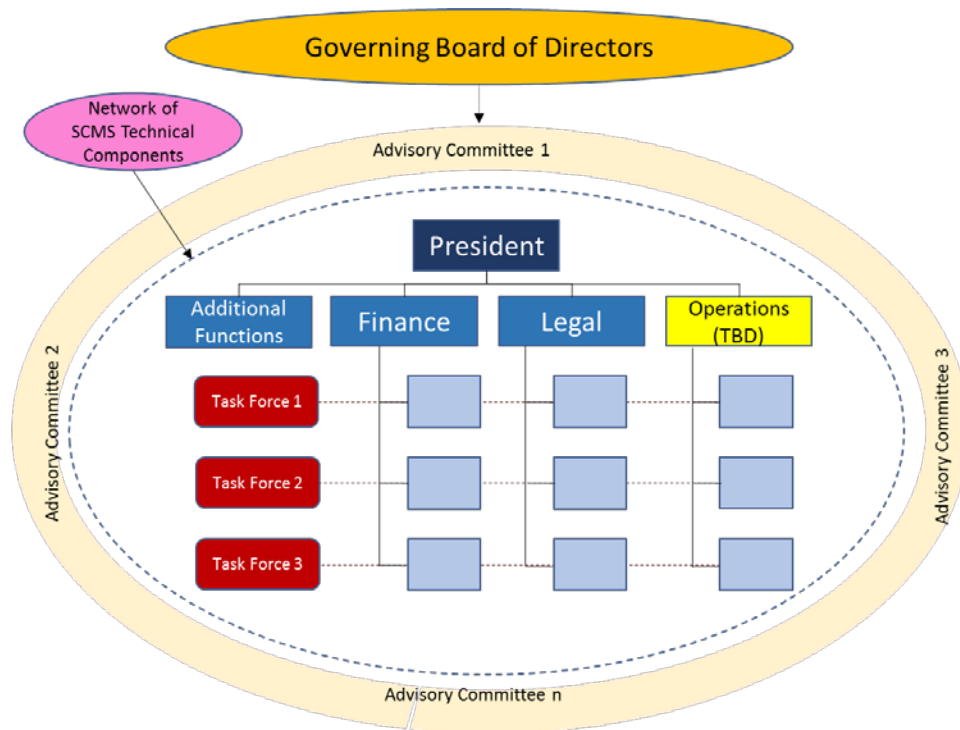 Governing Board of Directors
Network of
SCMS Technical
Components
Advisory Committee 1
President
Additional
Functions
Finance
Legal
Operations
(TBD)
Advisory Committee 2
Advisory Committee 3
Task Force 1
Task Force 2
Task Force 3
Advisory Committee n